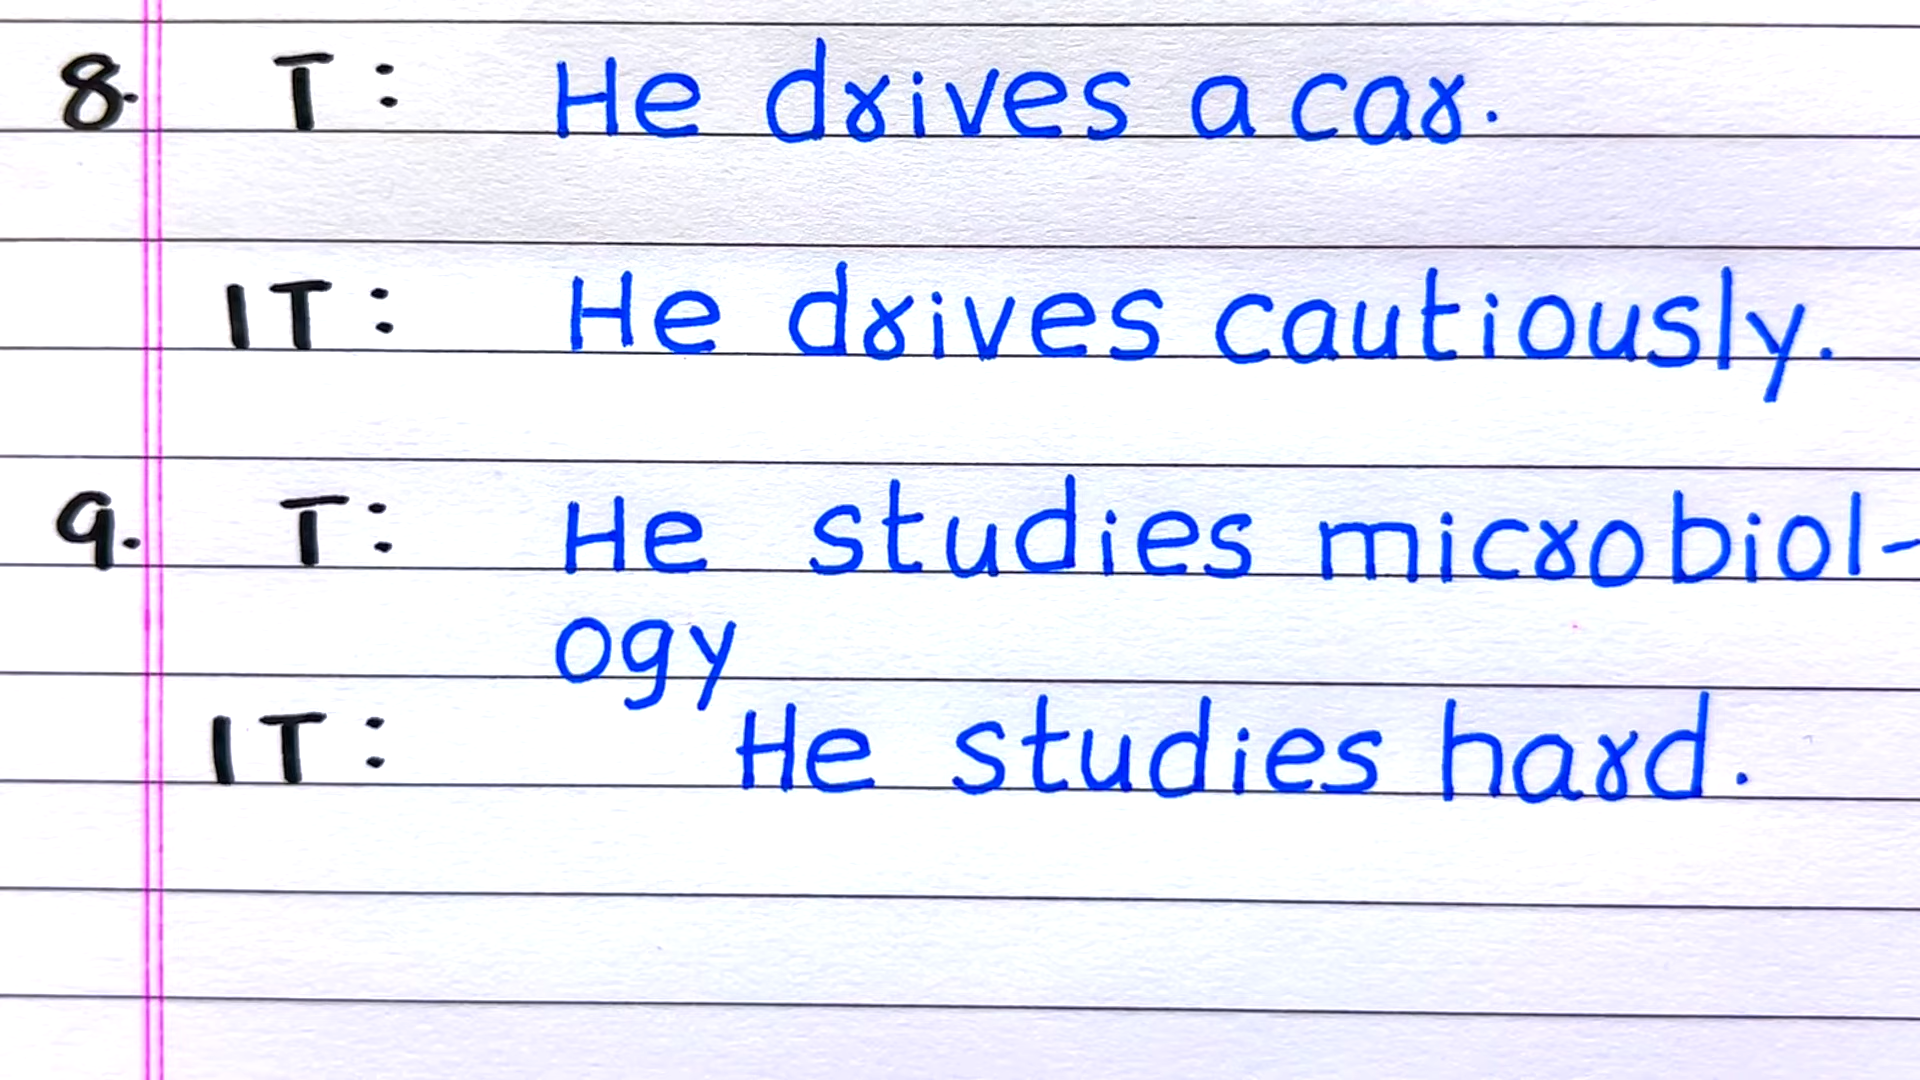 8. T: He drives a car.
IT: He drives cautiously.
9. T: He studies microbiol-
ogy
IT: He studies hard.